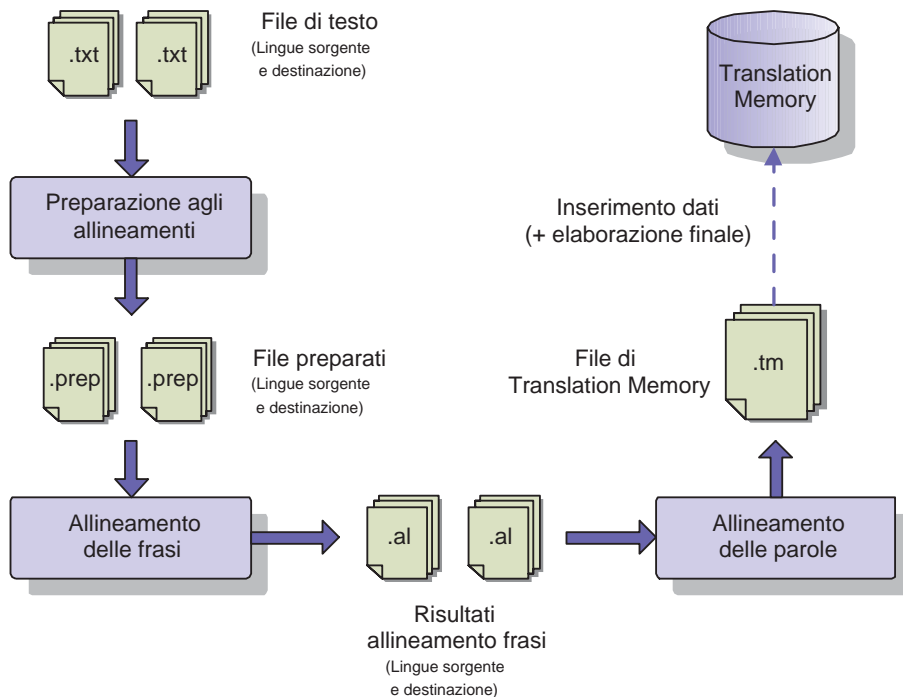 File di testo
(Lingue sorgente
e destinazione)
.txt
.txt
Preparazione agli
allineamenti
.prep
.prep
File preparati
(Lingue sorgente
e destinazione)
Allineamento
delle frasi
.al
.al
Risultati
allineamento frasi
(Lingue sorgente
e destinazione)
Allineamento
delle parole
File di
Translation Memory
.tm
Inserimento dati
(+ elaborazione finale)
Translation
Memory